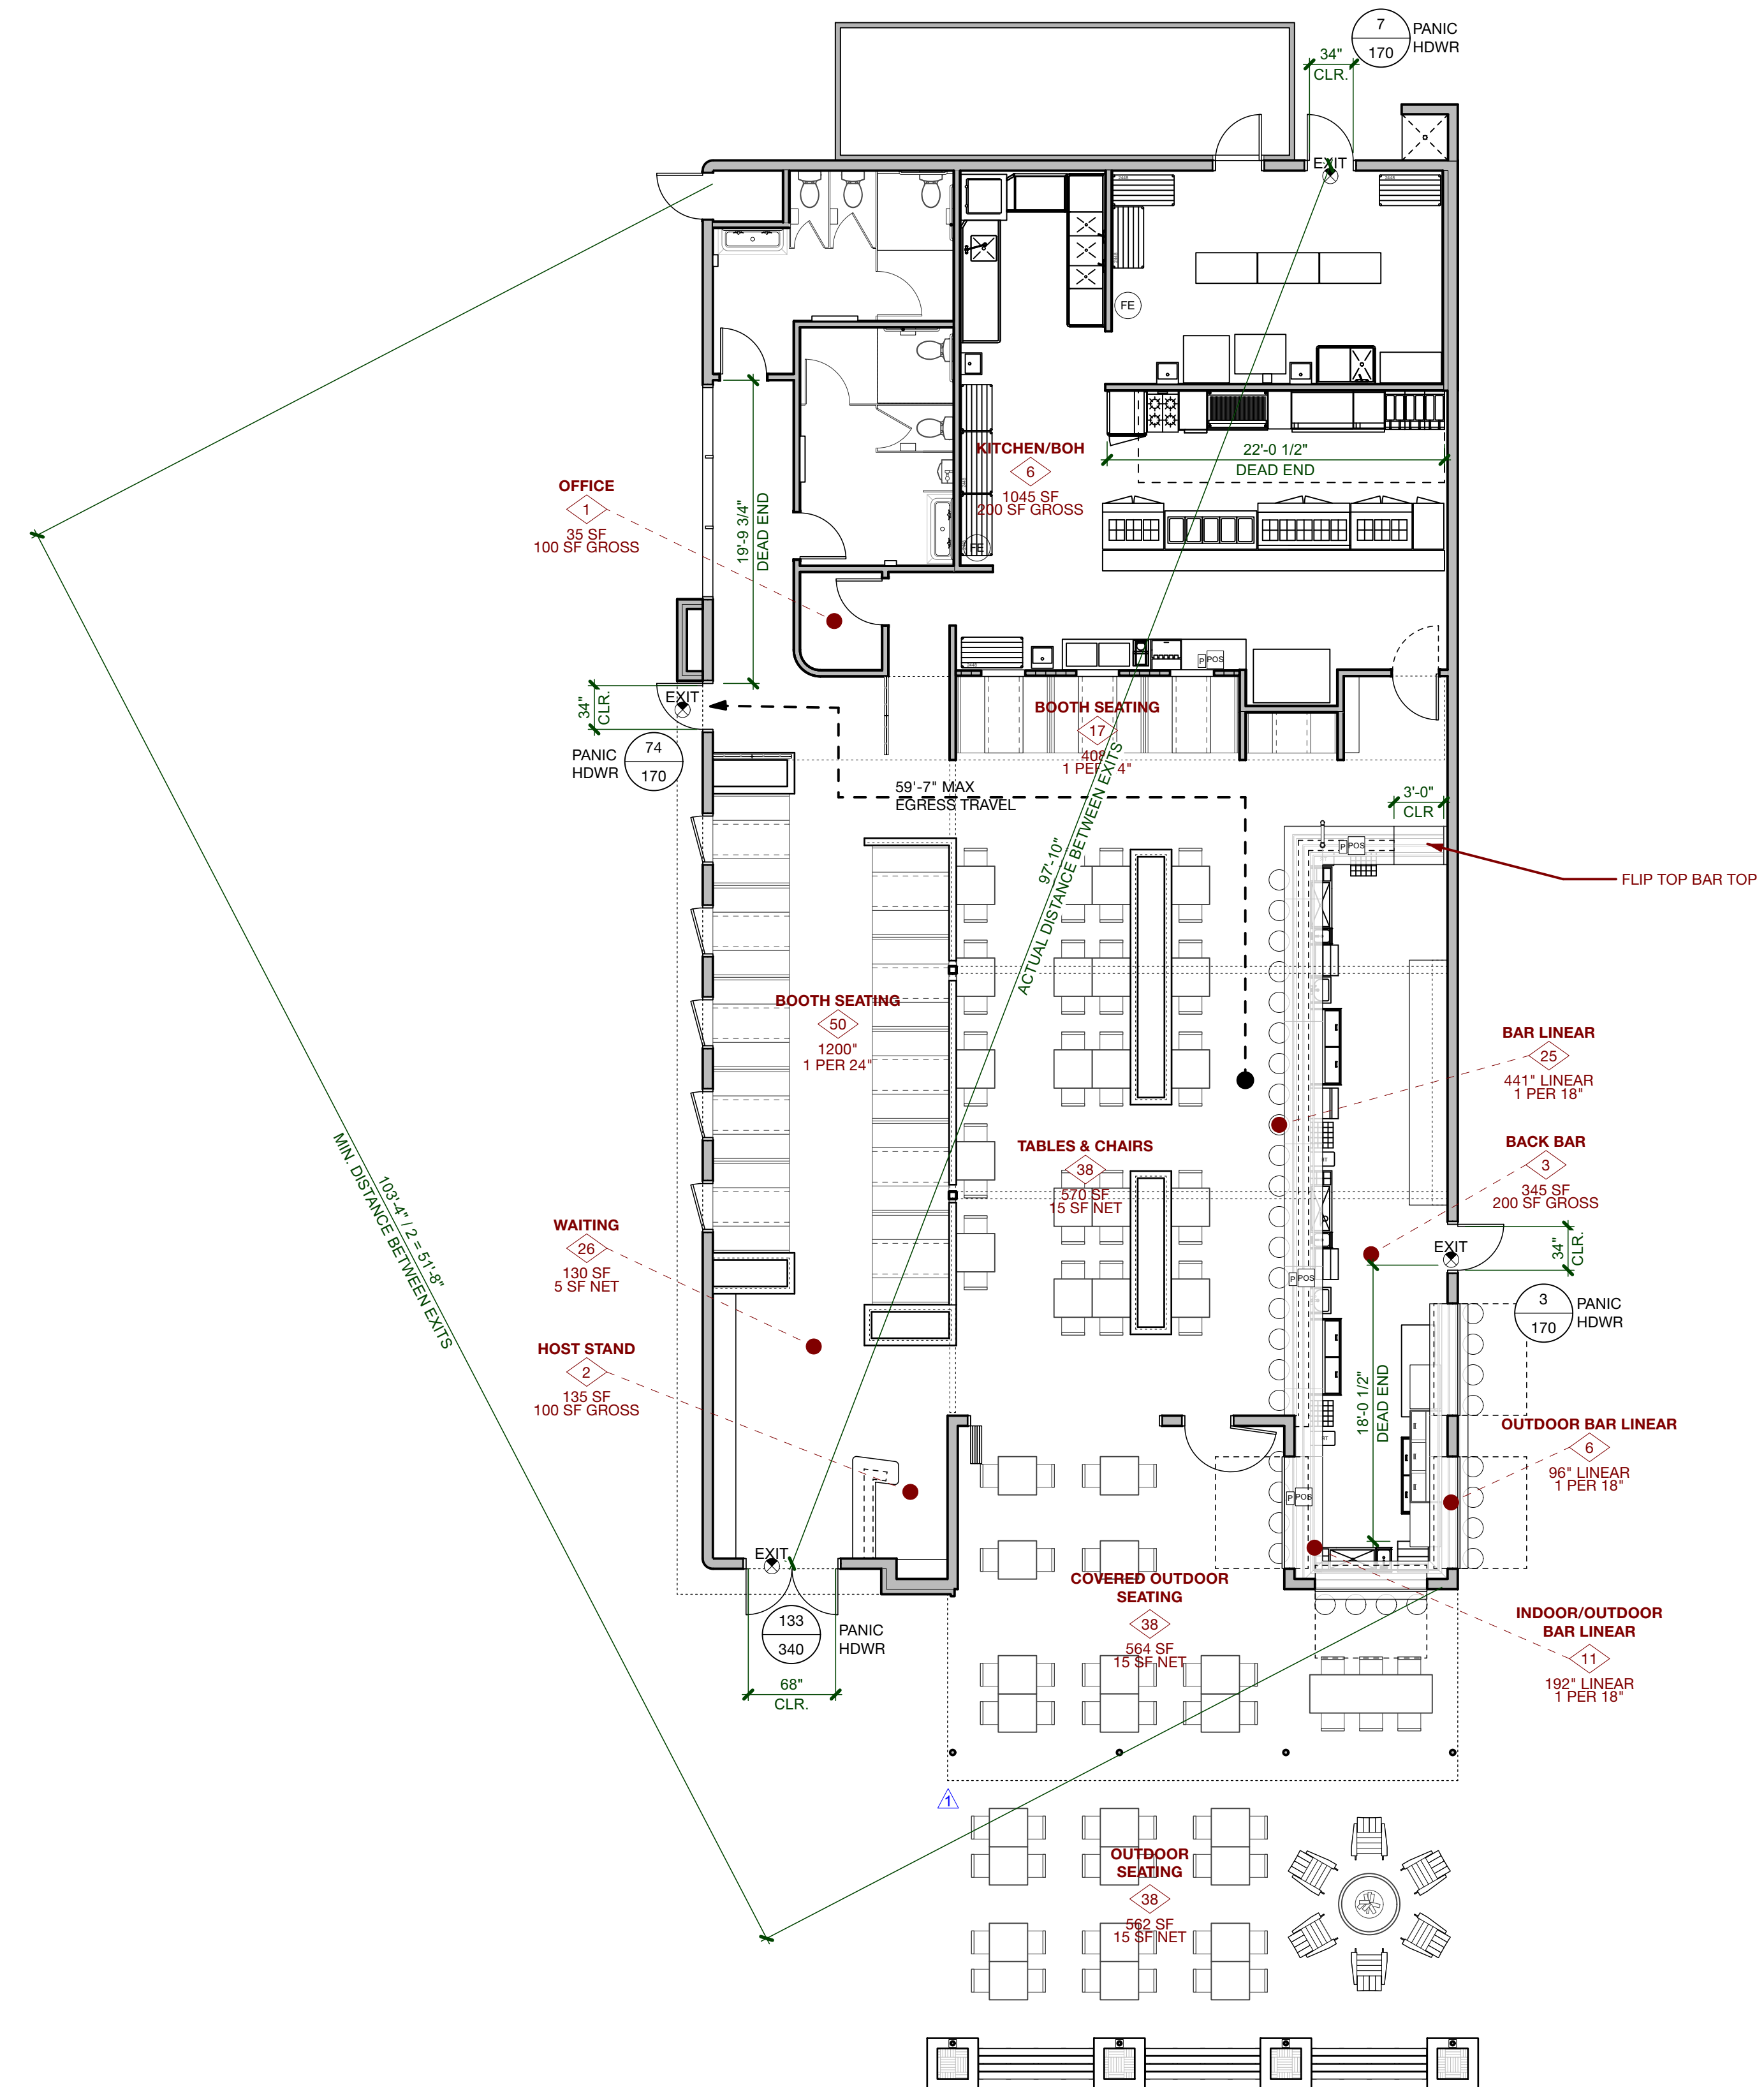 7
170
PANIC
HDWR
34"
CLR.
EXIT
FE
KITCHEN/BOH
6
1045 SF
200 SF GROSS
22'-0 1/2"
DEAD END
OFFICE
1
35 SF
100 SF GROSS
19'-9 3/4"
DEAD END
FE
P
POS
34"
CLR.
EXIT
74
170
PANIC
HDWR
BOOTH SEATING
17
408"
1 PER 24"
59'-7" MAX
EGRESS TRAVEL
3'-0"
CLR
P
POS
FLIP TOP BAR TOP
97'-10"
ACTUAL DISTANCE BETWEEN EXITS
BOOTH SEATING
50
1200"
1 PER 24"
BAR LINEAR
25
441" LINEAR
1 PER 18"
TABLES & CHAIRS
38
570 SF
15 SF NET
BACK BAR
3
345 SF
200 SF GROSS
103'-4" / 2 = 51'-8"
MIN. DISTANCE BETWEEN EXITS
WAITING
26
130 SF
5 SF NET
EXIT
34"
CLR.
P
POS
3
170
PANIC
HDWR
HOST STAND
2
135 SF
100 SF GROSS
18'-0 1/2"
DEAD END
OUTDOOR BAR LINEAR
6
96" LINEAR
1 PER 18"
P
POS
EXIT
133
340
PANIC
HDWR
68"
CLR.
COVERED OUTDOOR
SEATING
38
564 SF
15 SF NET
INDOOR/OUTDOOR
BAR LINEAR
11
192" LINEAR
1 PER 18"
1
OUTDOOR
SEATING
38
562 SF
15 SF NET